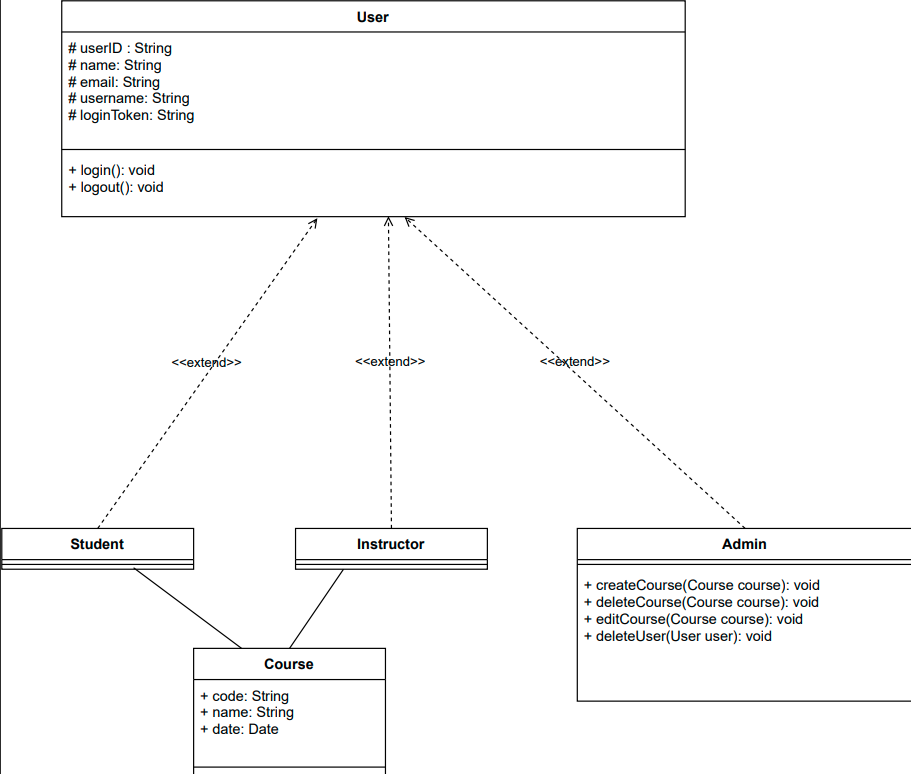 User
# userID : String
# name: String
# email: String
# username: String
# loginToken: String
+ login(): void
+ logout(): void
<<extend>>
<<extend>>
<<extend>>
Student
Instructor
Admin
+ createCourse(Course course): void
+ deleteCourse(Course course): void
+ editCourse(Course course): void
+ deleteUser(User user): void
Course
+ code: String
+ name: String
+ date: Date